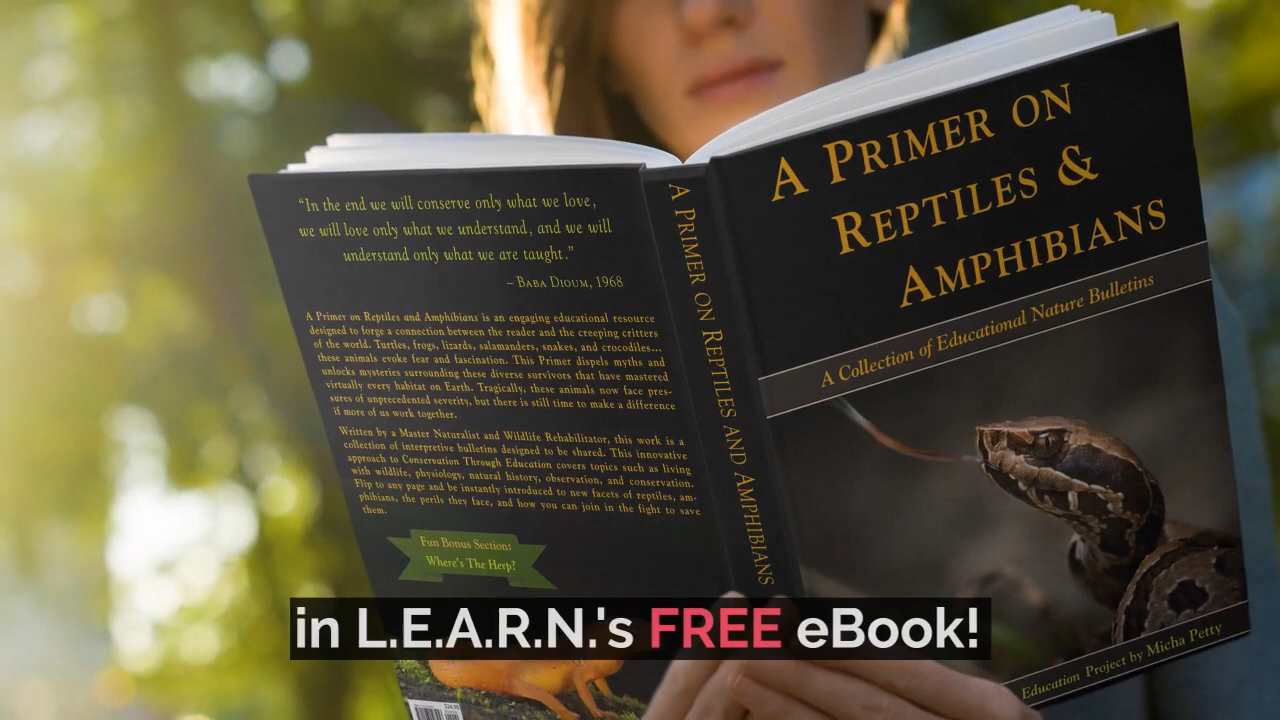 "In the end we will conserve only what we love,
we will love only what we understand, and we will
understand only what we are taught."
– Baba Dioum, 1968
A Primer on Reptiles and Amphibians is an engaging educational resource
designed to forge a connection between the reader and the creeping critters
of the world. Turtles, frogs, lizards, salamanders, snakes, and crocodiles...
these animals evoke fear and fascination. This Primer dispels myths and
unlocks mysteries surrounding these diverse survivors that have mastered
virtually every habitat on Earth. Tragically, these animals now face pres-
sures of unprecedented severity, but there is still time to make a difference
if more of us work together.
Written by a Master Naturalist and Wildlife Rehabilitator, this work is a
collection of interpretive bulletins designed to be shared. This innovative
approach to Conservation Through Education covers topics such as living
with wildlife, physiology, natural history, observation, and conservation.
Flip to any page and be instantly introduced to new facets of reptiles, am-
phibians, the perils they face, and how you can join in the fight to save
them.
Fun Bonus Section:
Where's The Herp?
A Primer on Reptiles and Amphibians
A Primer on
Reptiles &
Amphibians
A Collection of Educational Nature Bulletins
Education Project by Micha Petty
in L.E.A.R.N.'s FREE eBook!